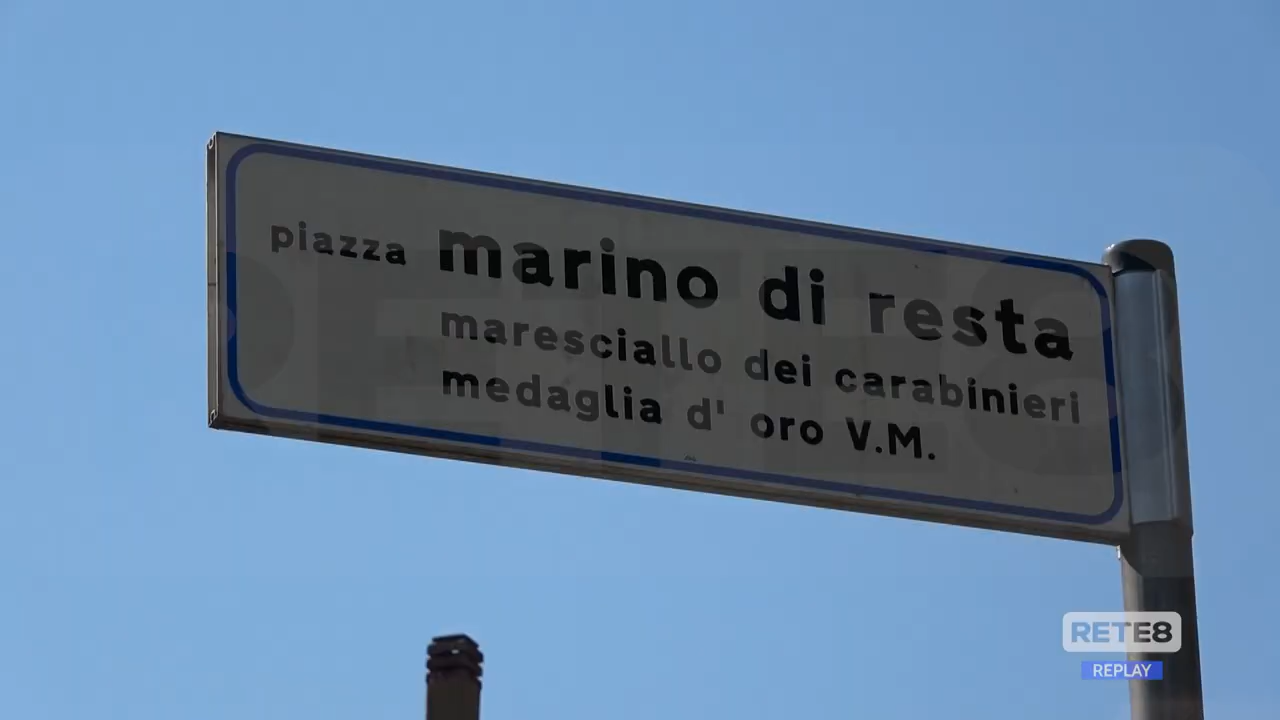 piazza marino di resta
maresciallo dei carabinieri
medaglia d' oro V.M.
RETE8
REPLAY